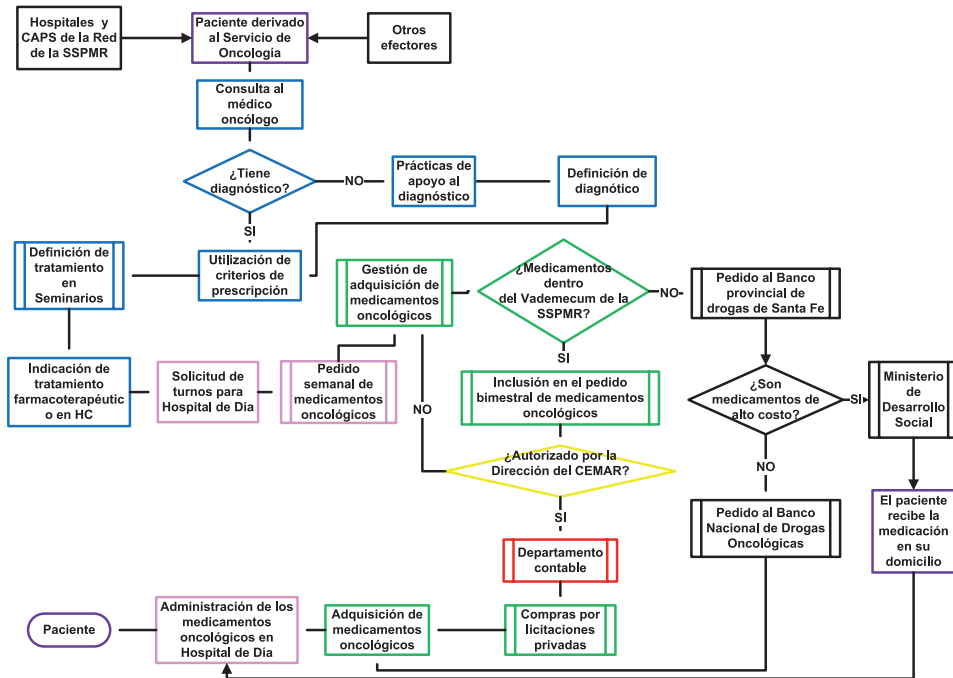 Hospitales y
CAPS de la Red
de la SSPMR
Paciente derivado
al Servicio de
Oncología
Otros
efectores
Consulta al
médico
oncólogo
¿Tiene
diagnóstico?
NO
Prácticas de
apoyo al
diagnóstico
Definición de
diagnótico
SI
Definición de
tratamiento
en
Seminarios
Utilización de
criterios de
prescripción
Gestión de
adquisición de
medicamentos
oncológicos
¿Medicamentos
dentro
del Vademecum de la
SSPMR?
NO
Pedido al Banco
provincial de
drogas de Santa Fe
SI
Indicación de
tratamiento
farmacoterapéutic
o en HC
Solicitud de
turnos para
Hospital de Día
Pedido
semanal de
medicamentos
oncológicos
NO
Inclusión en el pedido
bimestral de medicamentos
oncológicos
¿Son
medicamentos de
alto costo?
SI
Ministerio
de
Desarrollo
Social
¿Autorizado por la
Dirección del CEMAR?
NO
SI
Pedido al Banco
Nacional de Drogas
Oncológicas
El paciente
recibe la
medicación
en su
domicilio
Departamento
contable
Paciente
Administración de los
medicamentos
oncológicos en
Hospital de Día
Adquisición de
medicamentos
oncológicos
Compras por
licitaciones
privadas